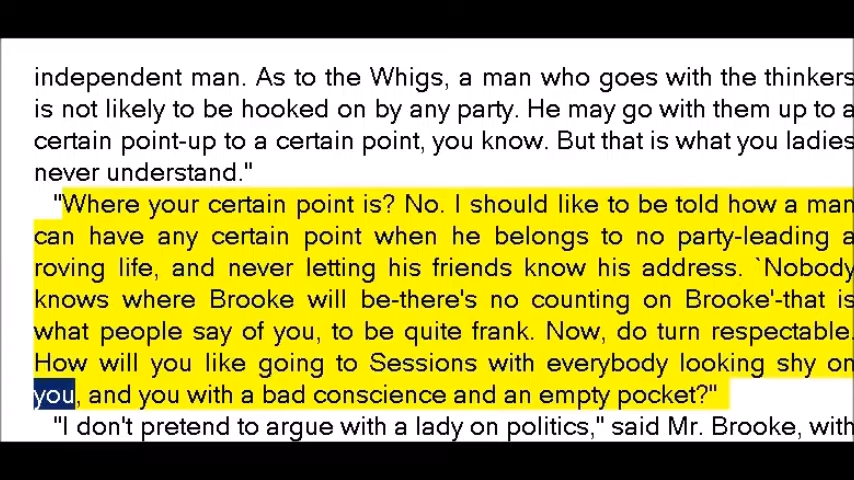 independent man. As to the Whigs, a man who goes with the thinkers
is not likely to be hooked on by any party. He may go with them up to a
certain point-up to a certain point, you know. But that is what you ladies
never understand."
"Where your certain point is? No. I should like to be told how a man
can have any certain point when he belongs to no party-leading a
roving life, and never letting his friends know his address. `Nobody
knows where Brooke will be-there's no counting on Brooke'-that is
what people say of you, to be quite frank. Now, do turn respectable.
How will you like going to Sessions with everybody looking shy on
you, and you with a bad conscience and an empty pocket?"
"I don't pretend to argue with a lady on politics," said Mr. Brooke, with